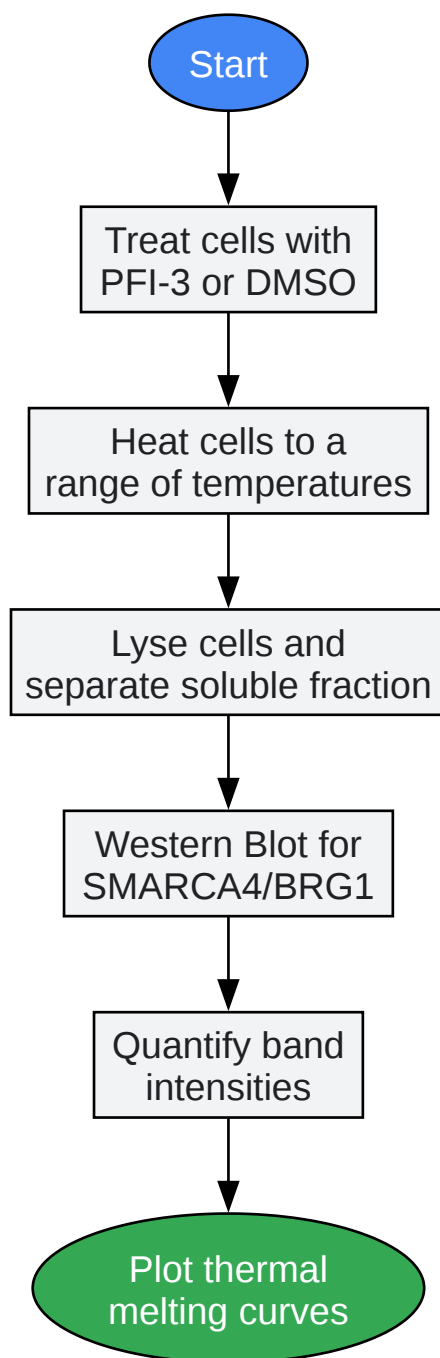 Start
Treat cells with
PFI-3 or DMSO
Heat cells to a
range of temperatures
Lyse cells and
separate soluble fraction
Western Blot for
SMARCA4/BRG1
Quantify band
intensities
Plot thermal
melting curves